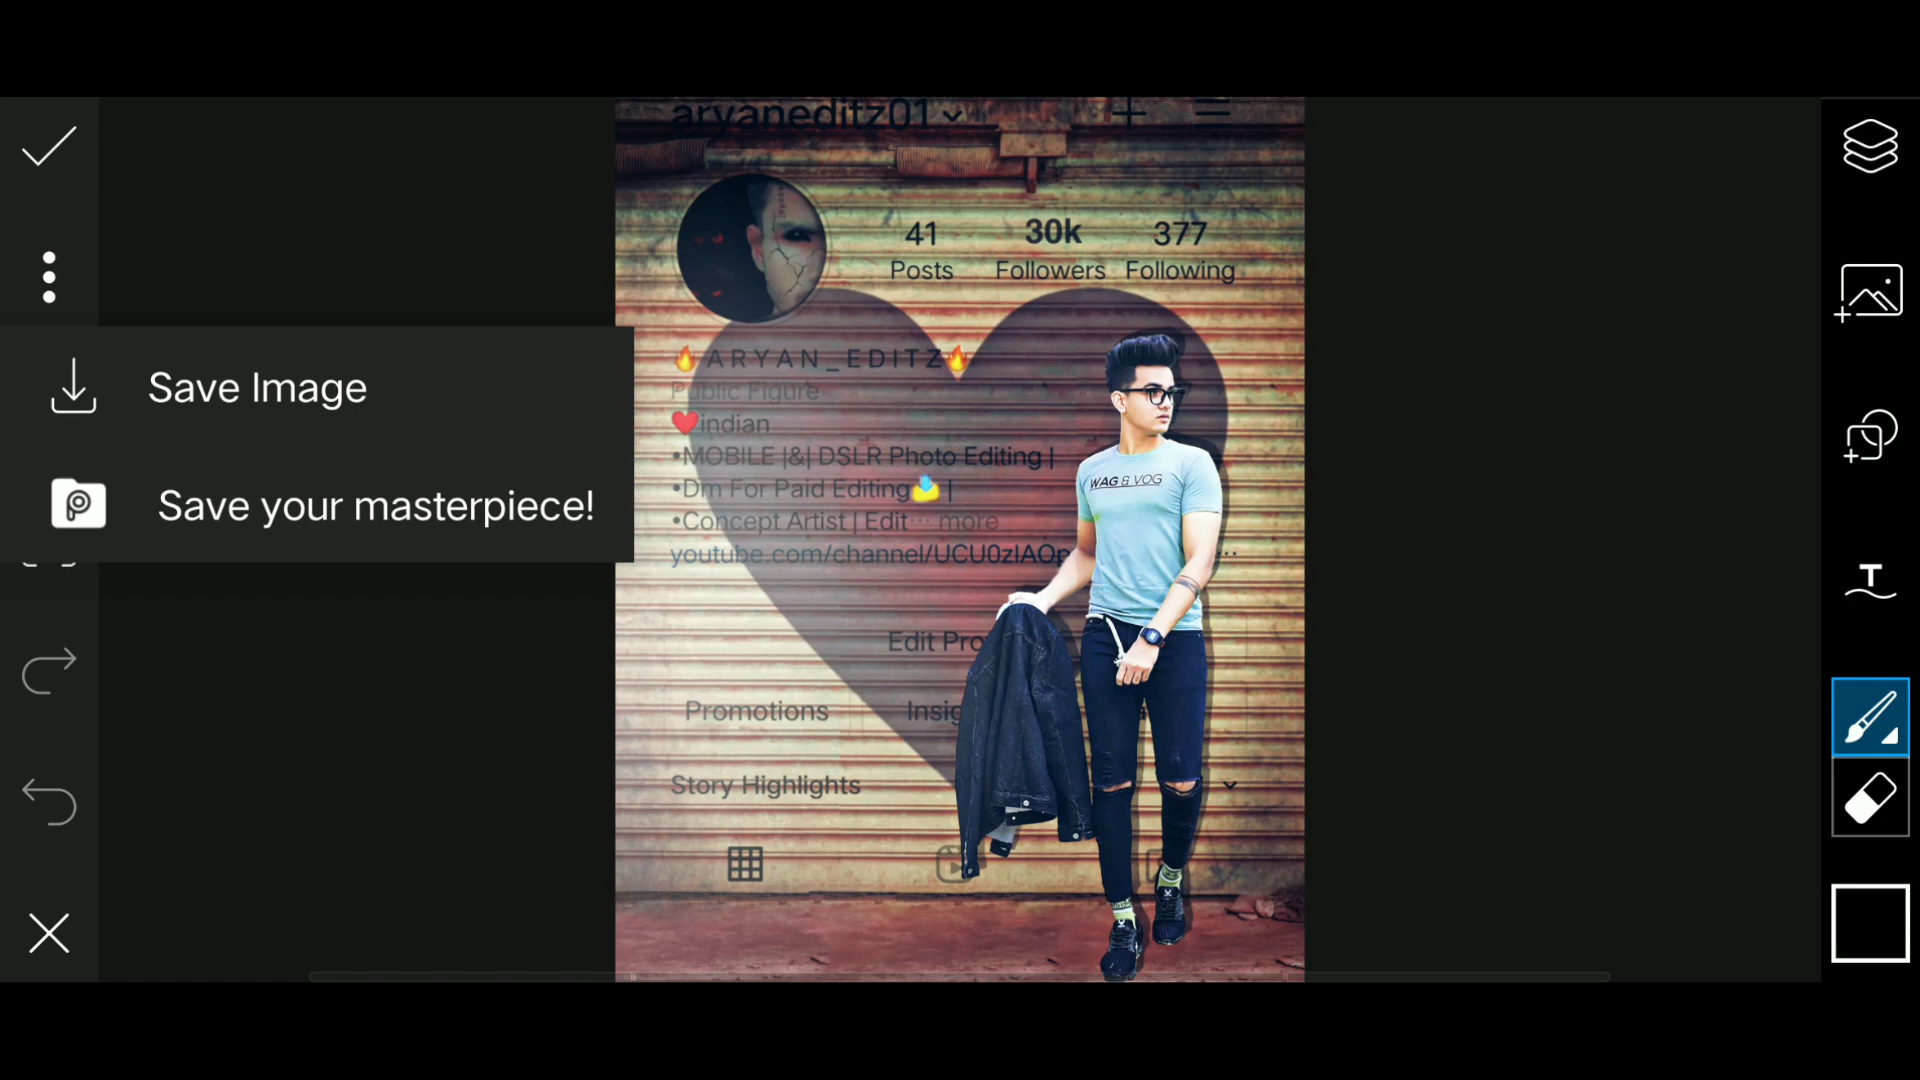 aryaneditz01
41 30k 377
Posts Followers Following
🔥ARYAN_EDITZ🔥
Public Figure
❤️indian
•MOBILE |&| DSLR Photo Editing |
•Dm For Paid Editing📩 |
•Concept Artist | Edit... more
youtube.com/channel/UCU0zIAOp
Edit Pro
Promotions Insig
Story Highlights
WAG & VOG
Save Image
Save your masterpiece!
T